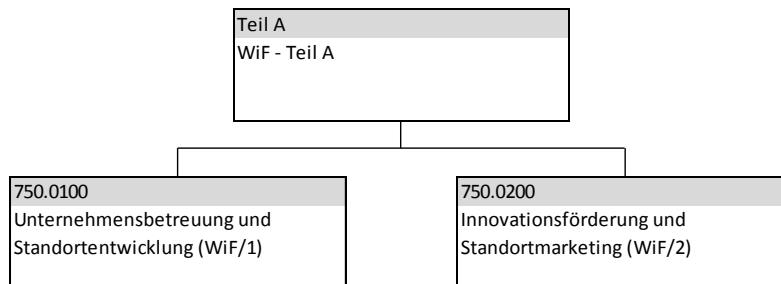 Teil A
WiF - Teil A
750.0100
Unternehmensbetreuung und
Standortentwicklung (WiF/1)
750.0200
Innovationsförderung und
Standortmarketing (WiF/2)